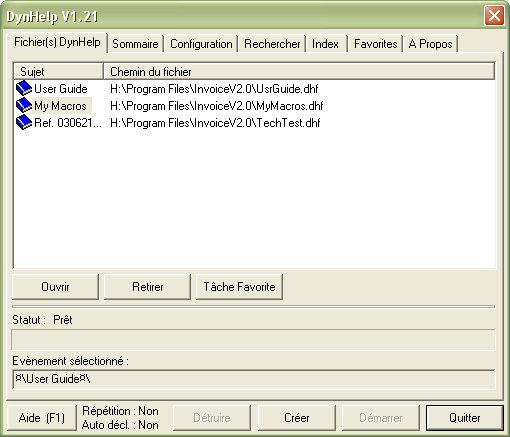 DynHelp V1.21
Fichier(s) DynHelp Sommaire Configuration Rechercher Index Favorites A Propos
Sujet Chemin du fichier
User Guide H:\Program Files\InvoiceV2.0\UsrGuide.dhf
My Macros H:\Program Files\InvoiceV2.0\MyMacros.dhf
Ref. 030621... H:\Program Files\InvoiceV2.0\TechTest.dhf
Ouvrir Retirer Tâche Favorite
Statut : Prêt
Evènement sélectionné :
¤\User Guide¤\
Aide (F1) Répétition : Non Détruire Créer Démarrer Quitter
Auto décl. : Non